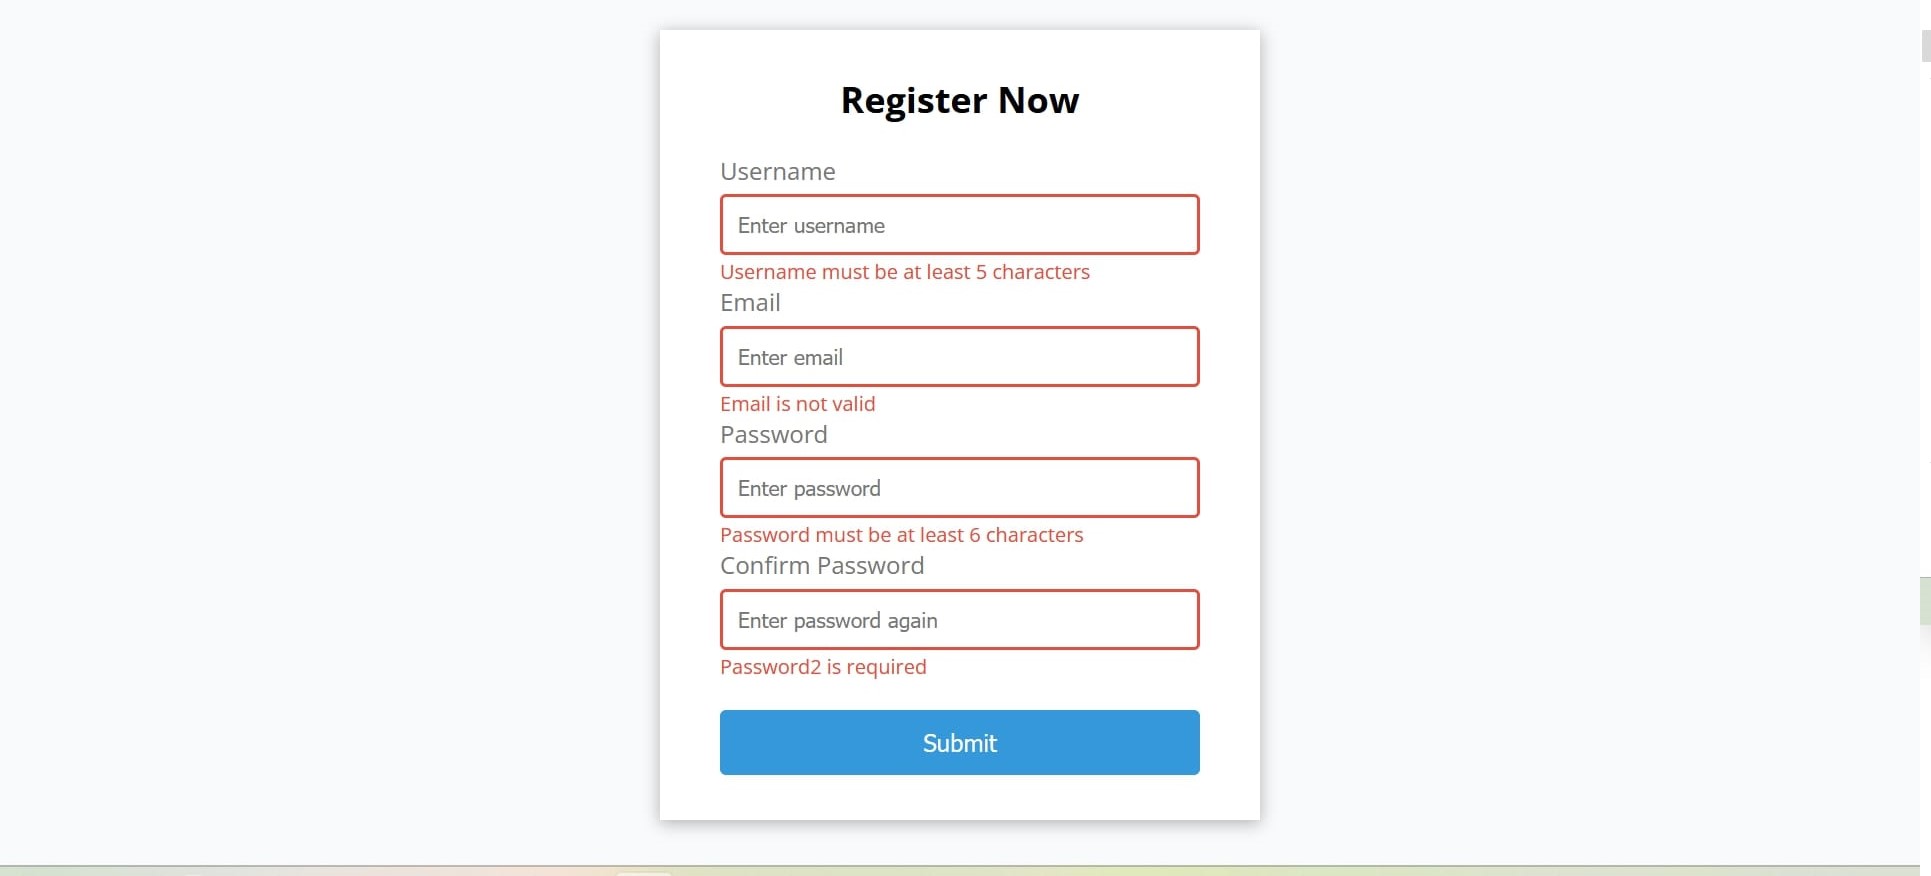 Register Now
Username
Enter username
Username must be at least 5 characters
Email
Enter email
Email is not valid
Password
Enter password
Password must be at least 6 characters
Confirm Password
Enter password again
Password2 is required
Submit